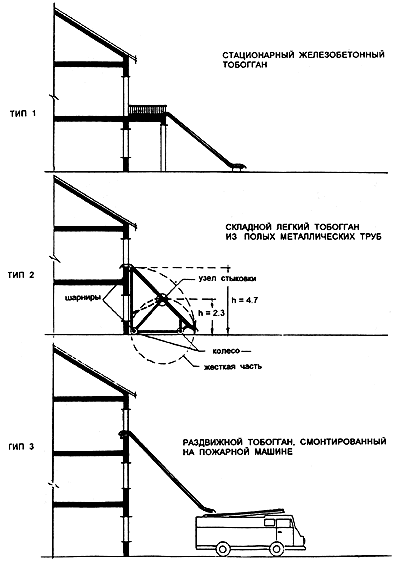 СТАЦИОНАРНЫЙ ЖЕЛЕЗОБЕТОННЫЙ
ТОБОГГАН
ТИП 1
СКЛАДНОЙ ЛЕГКИЙ ТОБОГГАН
ИЗ ПОЛЫХ МЕТАЛЛИЧЕСКИХ ТРУБ
ТИП 2
узел стыковки
шарниры
h = 4.7
h = 2.3
колесо
жесткая часть
ТИП 3
РАЗДВИЖНОЙ ТОБОГГАН, СМОНТИРОВАННЫЙ
НА ПОЖАРНОЙ МАШИНЕ